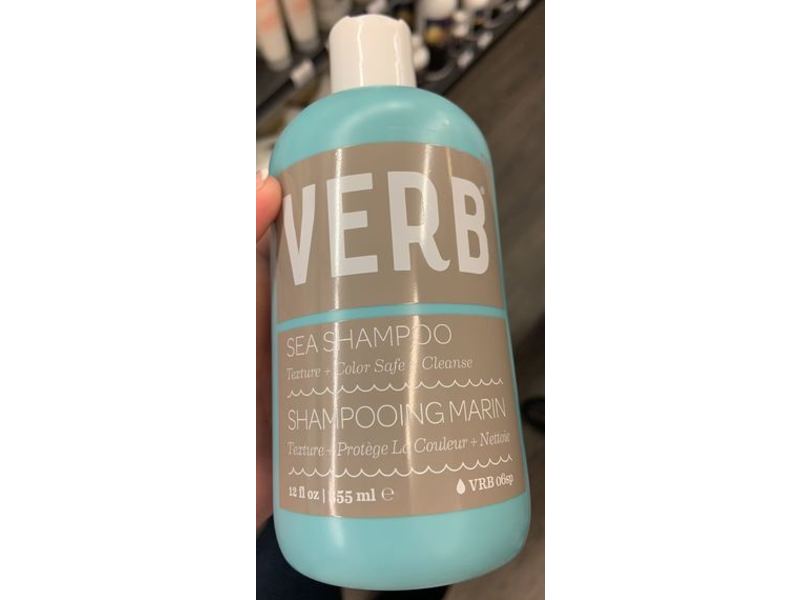 VERB®
SEA SHAMPOO
Texture + Color Safe + Cleanse
SHAMPOOING MARIN
Texture + Protège La Couleur + Nettoie
12 fl oz | 355 ml ℮
VRB 06sp